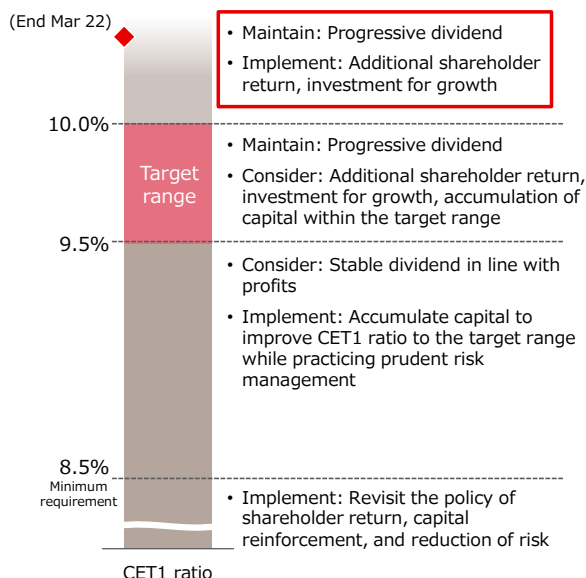 (End Mar 22)
• Maintain: Progressive dividend
• Implement: Additional shareholder
return, investment for growth
10.0%
• Maintain: Progressive dividend
• Consider: Additional shareholder return,
investment for growth, accumulation of
capital within the target range
Target
range
9.5%
• Consider: Stable dividend in line with
profits
• Implement: Accumulate capital to
improve CET1 ratio to the target range
while practicing prudent risk
management
8.5%
Minimum
requirement
• Implement: Revisit the policy of
shareholder return, capital
reinforcement, and reduction of risk
CET1 ratio